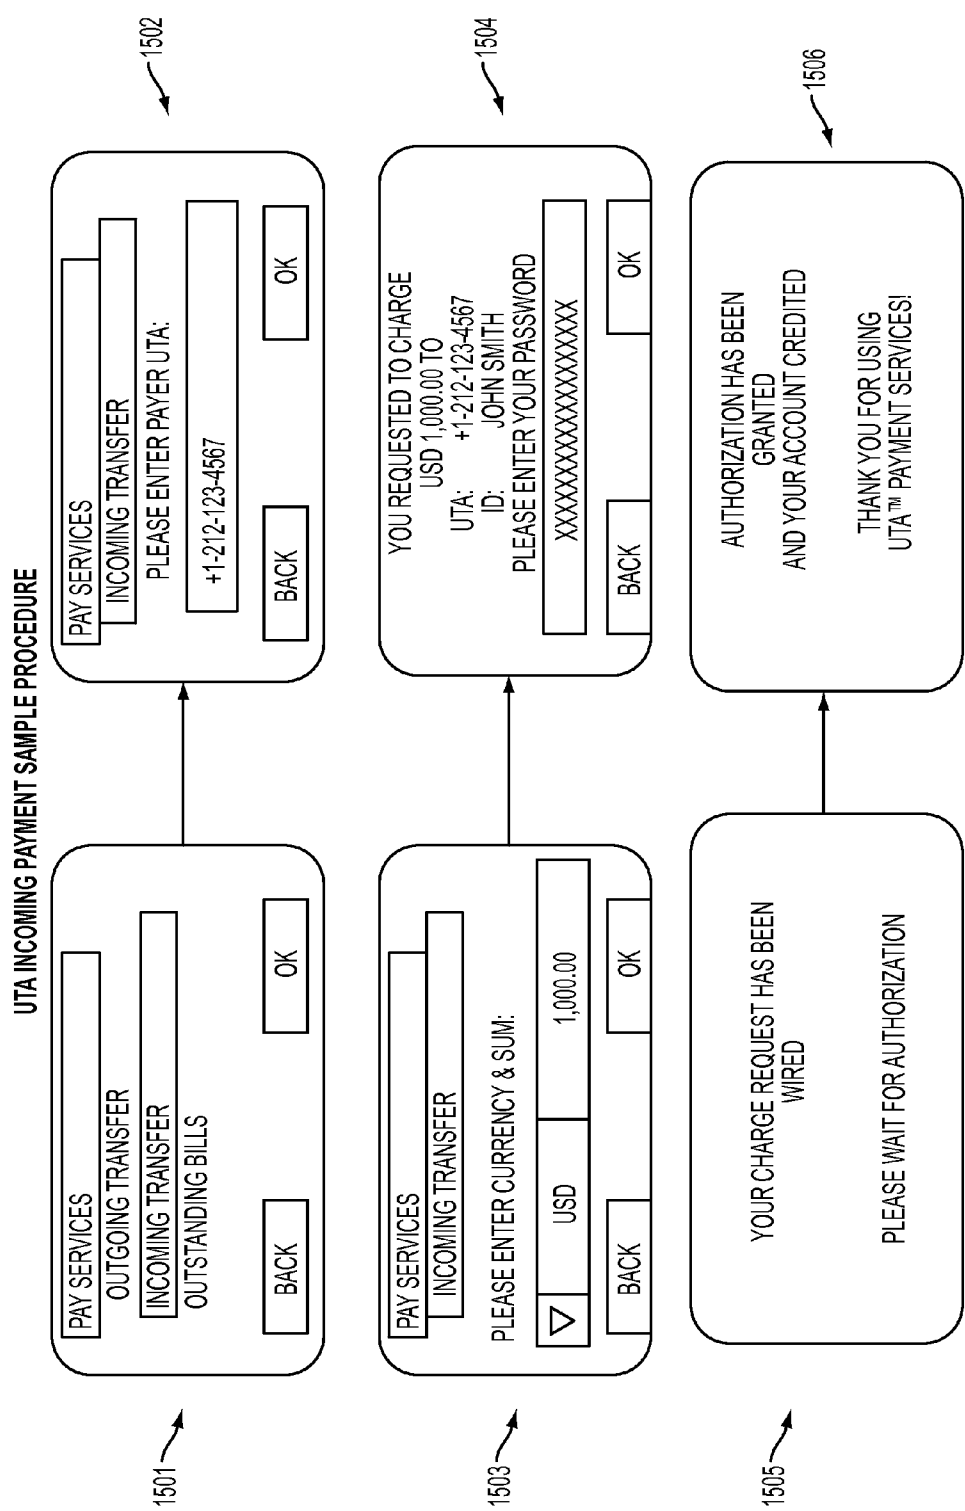 UTA INCOMING PAYMENT SAMPLE PROCEDURE
1501
PAY SERVICES
OUTGOING TRANSFER
INCOMING TRANSFER
OUTSTANDING BILLS
BACK
OK
1502
PAY SERVICES
INCOMING TRANSFER
PLEASE ENTER PAYER UTA:
+1-212-123-4567
BACK
OK
1503
PAY SERVICES
INCOMING TRANSFER
PLEASE ENTER CURRENCY & SUM:
USD
1,000.00
BACK
OK
1504
YOU REQUESTED TO CHARGE
USD 1,000.00 TO
UTA: +1-212-123-4567
ID: JOHN SMITH
PLEASE ENTER YOUR PASSWORD
XXXXXXXXXXXXXXXXXXXX
BACK
OK
1505
YOUR CHARGE REQUEST HAS BEEN
WIRED
PLEASE WAIT FOR AUTHORIZATION
1506
AUTHORIZATION HAS BEEN
GRANTED
AND YOUR ACCOUNT CREDITED
THANK YOU FOR USING
UTA™ PAYMENT SERVICES!